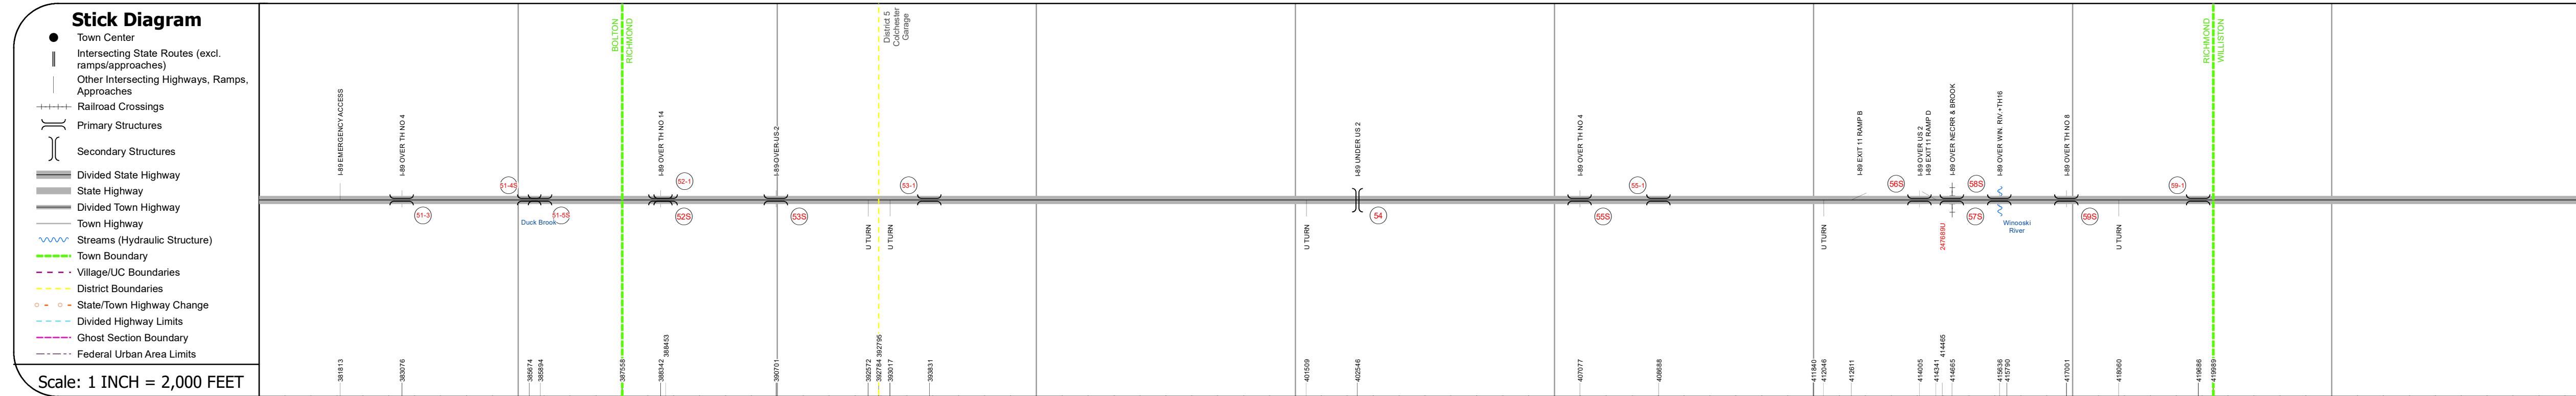 Stick Diagram
Town Center
Intersecting State Routes (excl.
ramps/approaches)
Other Intersecting Highways, Ramps,
Approaches
Railroad Crossings
Primary Structures
Secondary Structures
Divided State Highway
State Highway
Divided Town Highway
Town Highway
Streams (Hydraulic Structure)
Town Boundary
Village/UC Boundaries
District Boundaries
State/Town Highway Change
Divided Highway Limits
Ghost Section Boundary
Federal Urban Area Limits
Scale: 1 INCH = 2,000 FEET
BOLTON
RICHMOND
District 5
Colchester
Garage
RICHMOND
WILLISTON
I-89 EMERGENCY ACCESS
I-89 OVER TH NO 4
I-89 OVER TH NO 14
I-89 OVER US 2
I-89 UNDER US 2
I-89 OVER TH NO 4
I-89 EXIT 11 RAMP B
I-89 OVER US 2
I-89 EXIT 11 RAMP D
I-89 OVER NECRR & BROOK
I-89 OVER WIN. RIV.+TH16
I-89 OVER TH NO 8
51-3
51-4S
51-5S
Duck Brook
52-1
52S
53S
53-1
54
55S
55-1
56S
57S
58S
59S
59-1
U TURN
U TURN
U TURN
U TURN
247689U
Winooski
River
U TURN
381813
383076
385674
385894
387558
388342
388453
390701
392572
392784
392795
393017
393831
401509
402546
407077
408688
411840
412046
412611
414005
414341
414465
414665
415636
415790
417001
418060
419686
419989